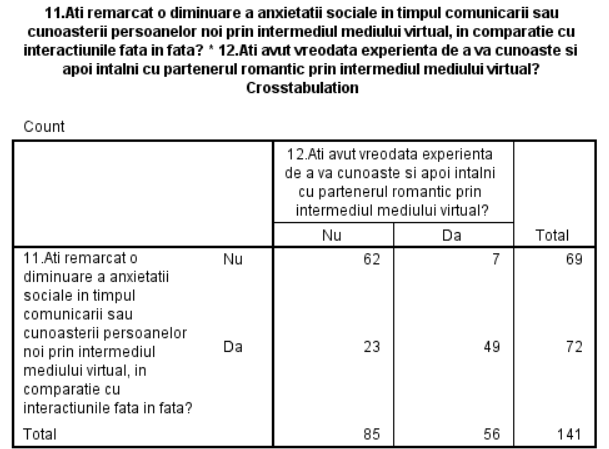 11.Ati remarcat o diminuare a anxietatii sociale in timpul comunicarii sau
cunoasterii persoanelor noi prin intermediul mediului virtual, in comparatie cu
interactiunile fata in fata? * 12.Ati avut vreodata experienta de a va cunoaste si
apoi intalni cu partenerul romantic prin intermediul mediului virtual?
Crosstabulation
Count
12.Ati avut vreodata experienta
de a va cunoaste si apoi intalni
cu partenerul romantic prin
intermediul mediului virtual?
Nu Da Total
11.Ati remarcat o
diminuare a anxietatii
sociale in timpul
comunicarii sau
cunoasterii persoanelor
noi prin intermediul
mediului virtual, in
comparatie cu
interactiunile fata in fata?
Nu 62 7 69
Da 23 49 72
Total 85 56 141